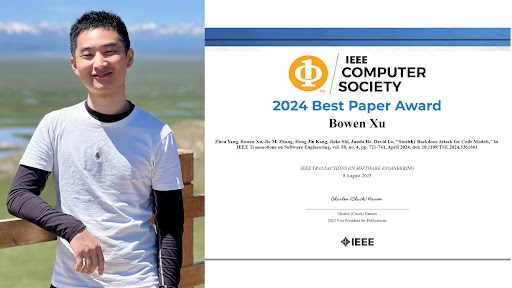 IEEE
COMPUTER
SOCIETY
2024 Best Paper Award
Bowen Xu
Zhou Yang, Bowen Xu, Jie M. Zhang, Hong Jin Kang, Jieke Shi, Junda He, David Lo, "Stealthy Backdoor Attack for Code Models," in
IEEE Transactions on Software Engineering, vol. 50, no. 4, pp. 721-741, April 2024, doi: 10.1109/TSE.2024.3361661
IEEE TRANSACTIONS ON SOFTWARE ENGINEERING
8 August 2025
Charles (Chuck) Hansen
Charles (Chuck) Hansen
2025 Vice President for Publications
IEEE